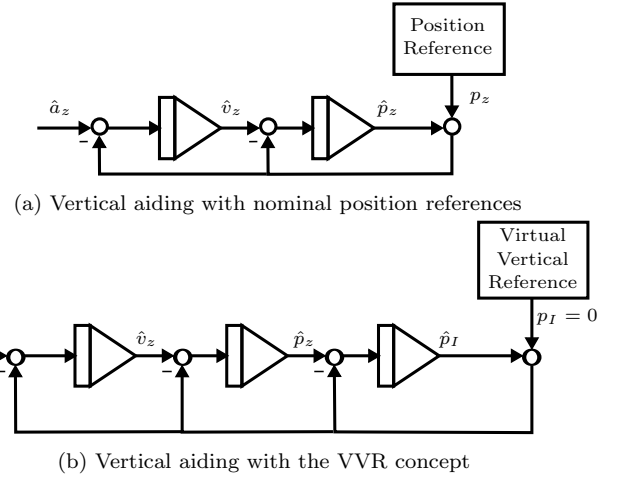 Position
Reference
â_z
v̂_z
p̂_z
p_z
–
–
(a) Vertical aiding with nominal position references
Virtual
Vertical
Reference
v̂_z
p̂_z
p̂_I
p_I = 0
–
–
–
(b) Vertical aiding with the VVR concept